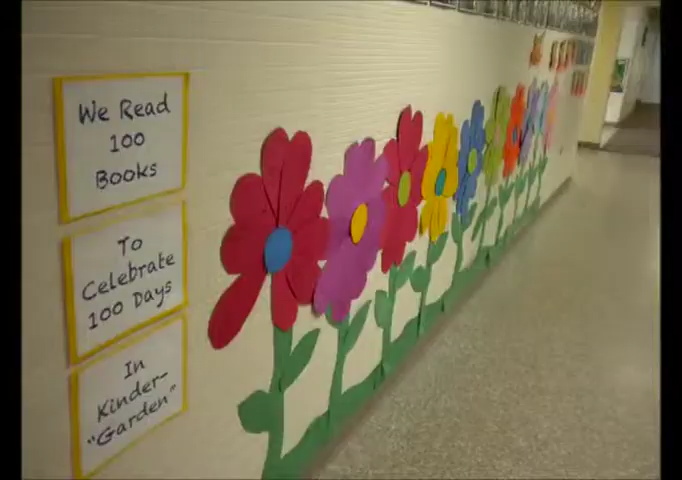 We Read
100
Books
To
Celebrate
100 Days
In
Kinder-
"Garden"